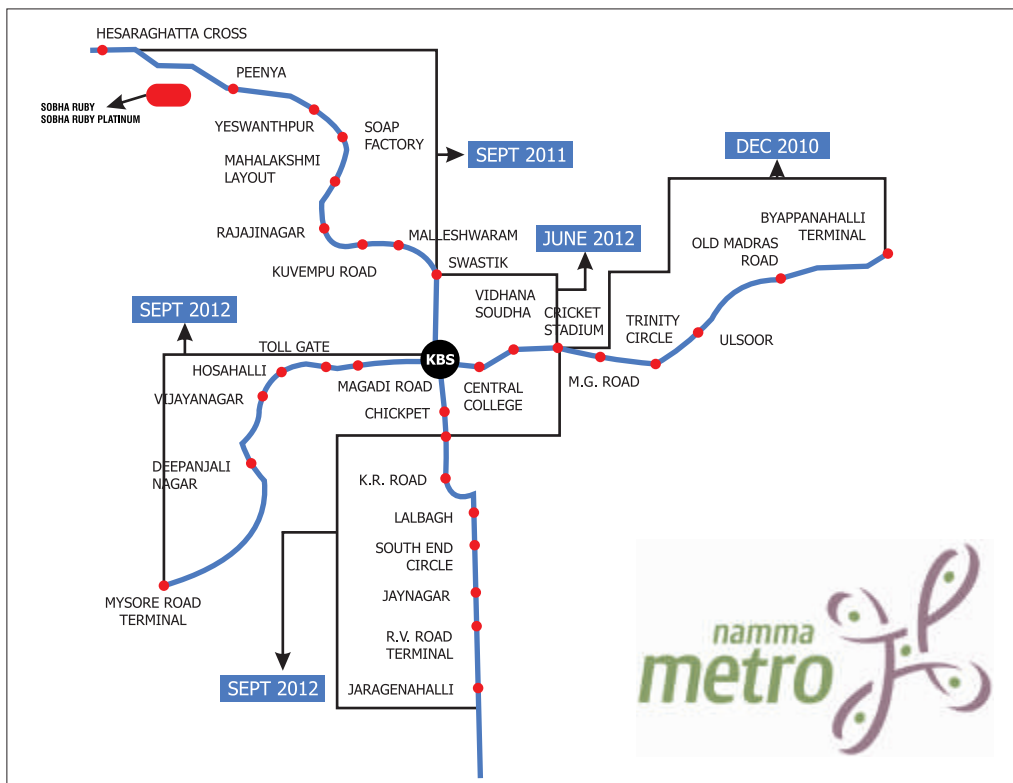 HESARAGHATTA CROSS
PEENYA
SOBHA RUBY
SOBHA RUBY PLATINUM
YESWANTHPUR
SOAP
FACTORY
MAHALAKSHMI
LAYOUT
SEPT 2011
DEC 2010
RAJAJINAGAR
MALLESHWARAM
KUVEMPU ROAD
SWASTIK
JUNE 2012
BYAPPANAHALLI
TERMINAL
OLD MADRAS
ROAD
VIDHANA
SOUDHA
CRICKET
STADIUM
TRINITY
CIRCLE
ULSOOR
SEPT 2012
TOLL GATE
HOSAHALLI
KBS
VIJAYANAGAR
MAGADI ROAD
CENTRAL
COLLEGE
M.G. ROAD
CHICKPET
DEEPANJALI
NAGAR
K.R. ROAD
LALBAGH
SOUTH END
CIRCLE
JAYNAGAR
MYSORE ROAD
TERMINAL
R.V. ROAD
TERMINAL
SEPT 2012
JARAGENAHALLI
namma
metro